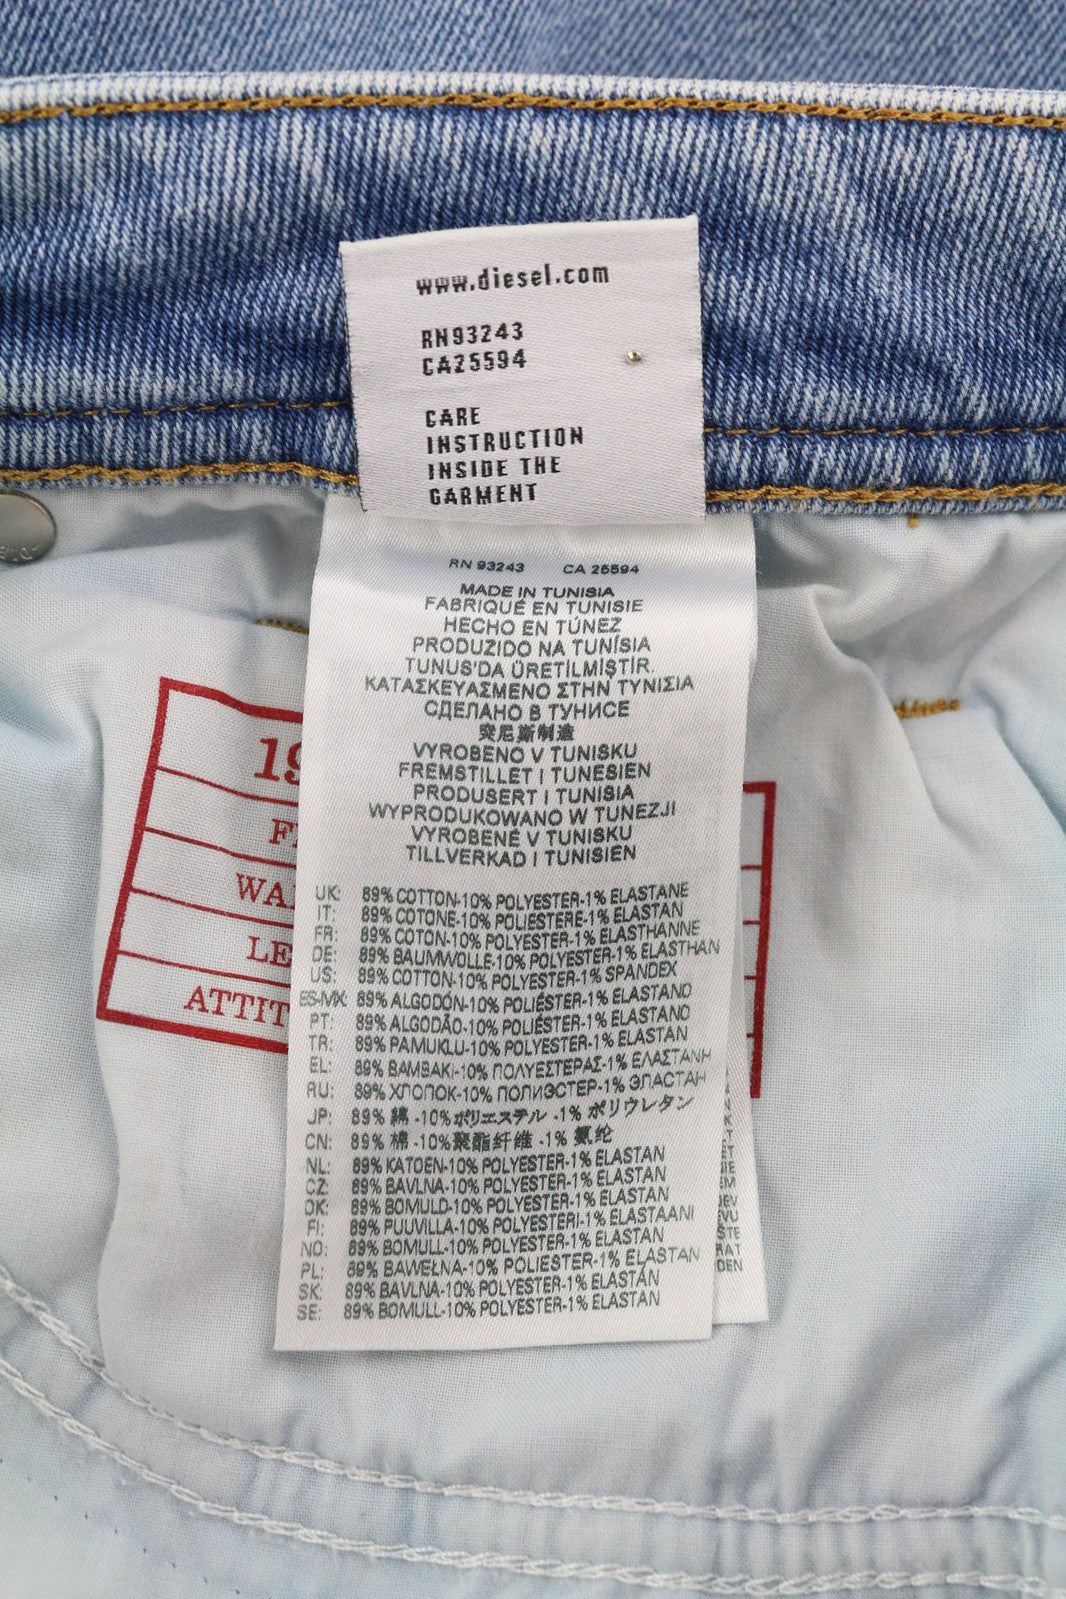 www.diesel.com
RN93243
CA25594
CARE
INSTRUCTION
INSIDE THE
GARMENT
RN 93243 CA 25594
MADE IN TUNISIA
FABRIQUÉ EN TUNISIE
HECHO EN TÚNEZ
PRODUZIDO NA TUNÍSIA
TUNUS'DA ÜRETİLMİŞTİR.
ΚΑΤΑΣΚΕΥΑΣΜΕΝΟ ΣΤΗΝ ΤΥΝΙΣΙΑ
СДЕЛАНО В ТУНИСЕ
突尼斯制造
VYROBENO V TUNISKU
FREMSTILLET I TUNESIEN
PRODUSERT I TUNISIA
WYPRODUKOWANO W TUNEZJI
VYROBENÉ V TUNISKU
TILLVERKAD I TUNISIEN
UK: 89% COTTON-10% POLYESTER-1% ELASTANE
IT: 89% COTONE-10% POLIESTERE-1% ELASTAN
FR: 89% COTON-10% POLYESTER-1% ELASTHANNE
DE: 89% BAUMWOLLE-10% POLYESTER-1% ELASTHAN
US: 89% COTTON-10% POLYESTER-1% SPANDEX
ES-MX: 89% ALGODÓN-10% POLIÉSTER-1% ELASTANO
PT: 89% ALGODÃO-10% POLIÉSTER-1% ELASTANO
TR: 89% PAMUKLU-10% POLYESTER-1% ELASTAN
EL: 89% ΒΑΜΒΑΚΙ-10% ΠΟΛΥΕΣΤΕΡΑΣ-1% ΕΛΑΣΤΑΝΗ
RU: 89% ХЛОПОК-10% ПОЛИЭСТЕР-1% ЭЛАСТАН
JP: 89% 綿 -10% ポリエステル -1% ポリウレタン
CN: 89% 棉 -10% 聚酯纤维 -1% 氨纶
NL: 89% KATOEN-10% POLYESTER-1% ELASTAN
CZ: 89% BAVLNA-10% POLYESTER-1% ELASTAN
DK: 89% BOMULD-10% POLYESTER-1% ELASTAN
FI: 89% PUUVILLA-10% POLYESTERI-1% ELASTAANI
NO: 89% BOMULL-10% POLYESTER-1% ELASTAN
PL: 89% BAWEŁNA-10% POLIESTER-1% ELASTAN
SK: 89% BAVLNA-10% POLYESTER-1% ELASTÁN
SE: 89% BOMULL-10% POLYESTER-1% ELASTAN